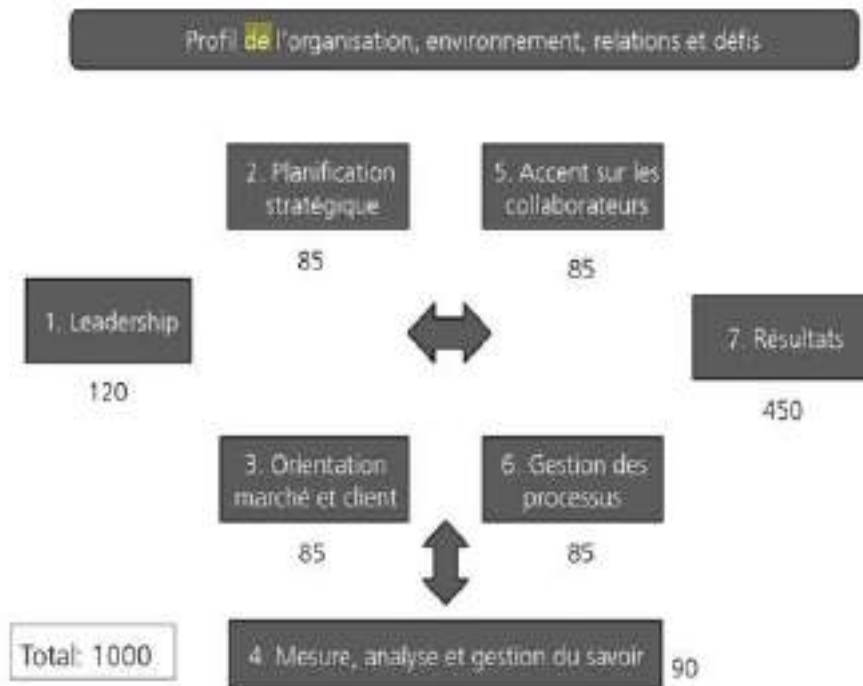 Profil de l'organisation, environnement, relations et défis
2. Planification
stratégique
85
5. Accent sur les
collaborateurs
85
1. Leadership
120
7. Résultats
450
3. Orientation
marché et client
85
6. Gestion des
processus
85
Total: 1000
4 Mesure, analyse et gestion du savoir
90